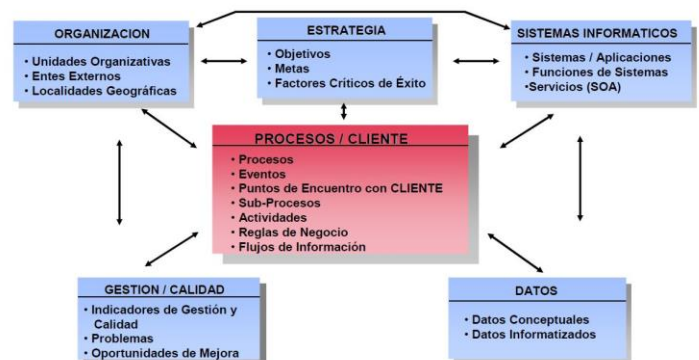 ORGANIZACION
• Unidades Organizativas
• Entes Externos
• Localidades Geográficas
ESTRATEGIA
• Objetivos
• Metas
• Factores Criticos de Éxito
SISTEMAS INFORMATICOS
• Sistemas / Aplicaciones
• Funciones de Sistemas
•Servicios (SOA)
PROCESOS / CLIENTE
• Procesos
• Eventos
• Puntos de Encuentro con CLIENTE
• Sub-Procesos
• Actividades
• Reglas de Negocio
• Flujos de Información
GESTION / CALIDAD
• Indicadores de Gestión y
Calidad
• Problemas
• Oportunidades de Mejora
DATOS
• Datos Conceptuales
• Datos Informatizados